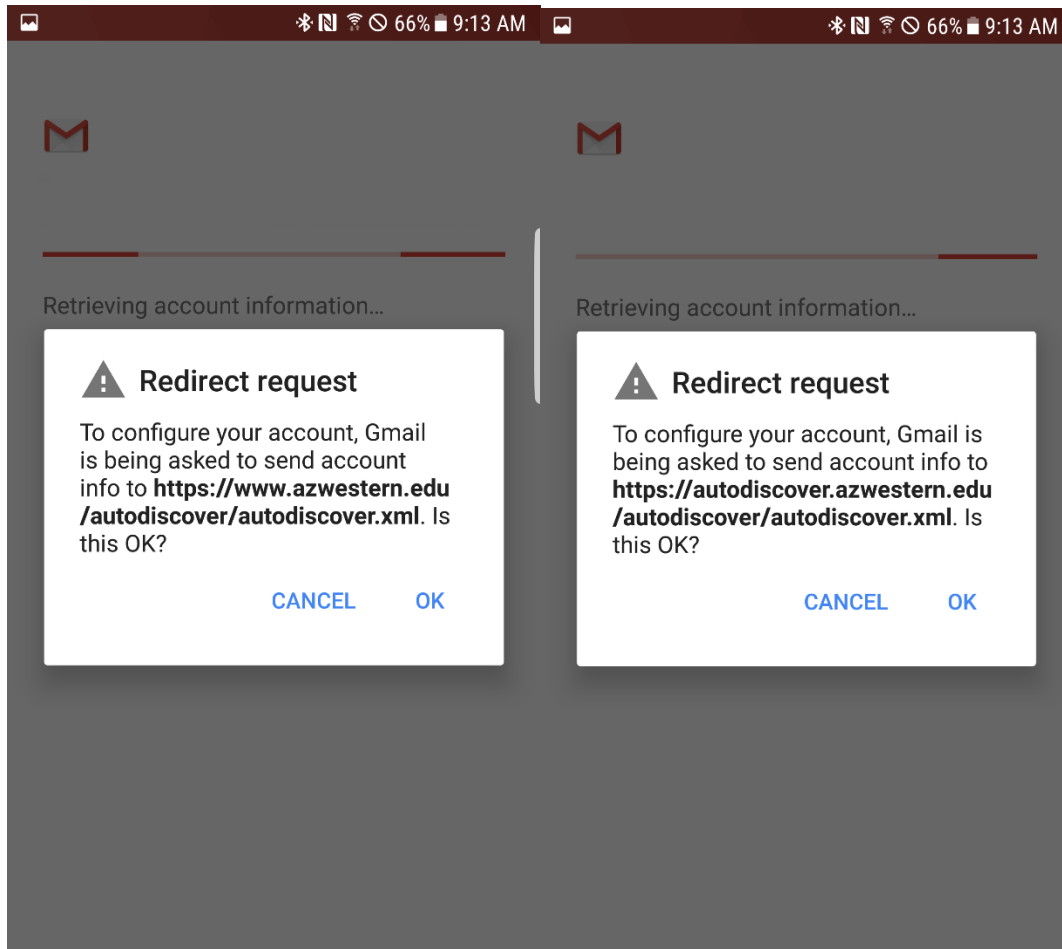 66% 9:13 AM
Retrieving account information...
Redirect request
To configure your account, Gmail
is being asked to send account
info to https://www.azwestern.edu
/autodiscover/autodiscover.xml. Is
this OK?
CANCEL OK
66% 9:13 AM
Retrieving account information...
Redirect request
To configure your account, Gmail is
being asked to send account info to
https://autodiscover.azwestern.edu
/autodiscover/autodiscover.xml. Is
this OK?
CANCEL OK